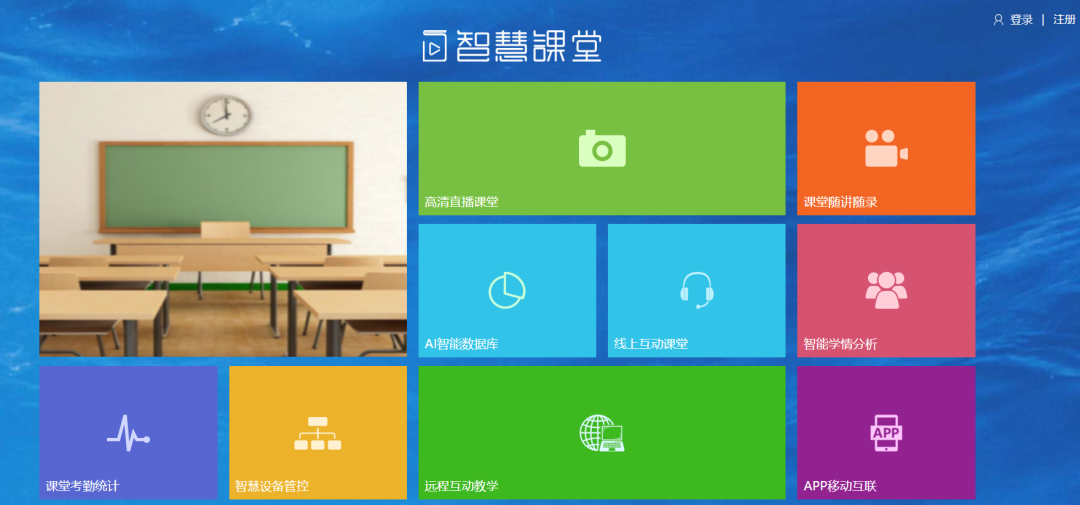 登录 | 注册
智慧課堂
高清直播课堂
课堂随讲随录
AI智能数据库
线上互动课堂
智能学情分析
课堂考勤统计
智慧设备管控
远程互动教学
APP
APP移动互联